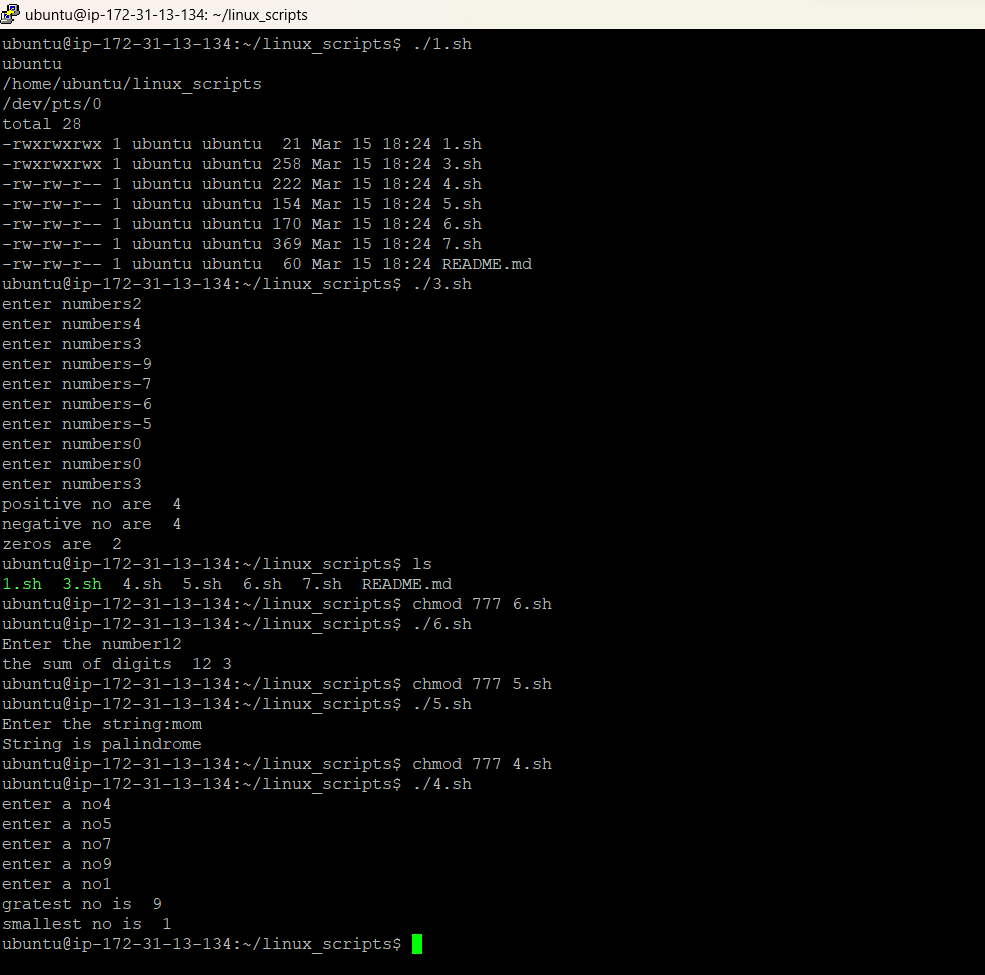 ubuntu@ip-172-31-13-134: ~/linux_scripts
ubuntu@ip-172-31-13-134:~/linux_scripts$ ./1.sh
ubuntu
/home/ubuntu/linux_scripts
/dev/pts/0
total 28
-rwxrwxrwx 1 ubuntu ubuntu  21 Mar 15 18:24 1.sh
-rwxrwxrwx 1 ubuntu ubuntu 258 Mar 15 18:24 3.sh
-rw-rw-r-- 1 ubuntu ubuntu 222 Mar 15 18:24 4.sh
-rw-rw-r-- 1 ubuntu ubuntu 154 Mar 15 18:24 5.sh
-rw-rw-r-- 1 ubuntu ubuntu 170 Mar 15 18:24 6.sh
-rw-rw-r-- 1 ubuntu ubuntu 369 Mar 15 18:24 7.sh
-rw-rw-r-- 1 ubuntu ubuntu  60 Mar 15 18:24 README.md
ubuntu@ip-172-31-13-134:~/linux_scripts$ ./3.sh
enter numbers2
enter numbers4
enter numbers3
enter numbers-9
enter numbers-7
enter numbers-6
enter numbers-5
enter numbers0
enter numbers0
enter numbers3
positive no are  4
negative no are  4
zeros are  2
ubuntu@ip-172-31-13-134:~/linux_scripts$ ls
1.sh  3.sh  4.sh  5.sh  6.sh  7.sh  README.md
ubuntu@ip-172-31-13-134:~/linux_scripts$ chmod 777 6.sh
ubuntu@ip-172-31-13-134:~/linux_scripts$ ./6.sh
Enter the number12
the sum of digits  12 3
ubuntu@ip-172-31-13-134:~/linux_scripts$ chmod 777 5.sh
ubuntu@ip-172-31-13-134:~/linux_scripts$ ./5.sh
Enter the string:mom
String is palindrome
ubuntu@ip-172-31-13-134:~/linux_scripts$ chmod 777 4.sh
ubuntu@ip-172-31-13-134:~/linux_scripts$ ./4.sh
enter a no4
enter a no5
enter a no7
enter a no9
enter a no1
gratest no is  9
smallest no is  1
ubuntu@ip-172-31-13-134:~/linux_scripts$